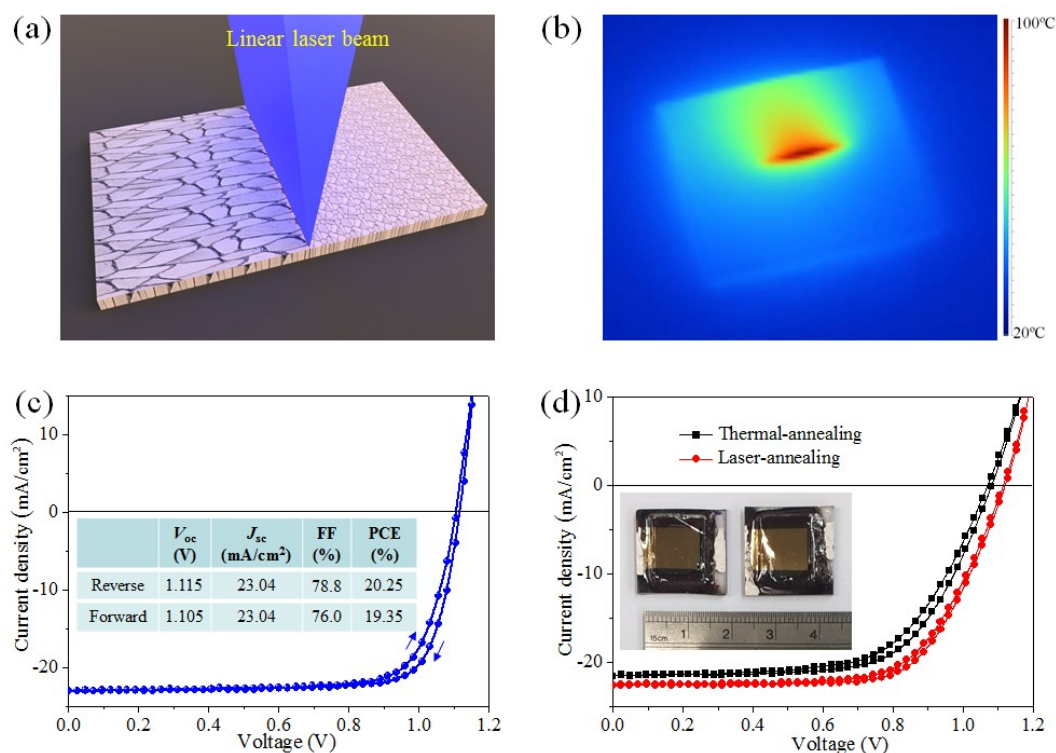 (a)
Linear laser beam
(b)
100°C
20°C
(c)
10
0
-10
-20
Current density (mA/cm²)
Voc (V) Jsc (mA/cm²) FF (%) PCE (%)
Reverse 1.115 23.04 78.8 20.25
Forward 1.105 23.04 76.0 19.35
0.0 0.2 0.4 0.6 0.8 1.0 1.2
Voltage (V)
(d)
10
0
-10
-20
Current density (mA/cm²)
Thermal-annealing
Laser-annealing
15cm 1 2 3 4
0.0 0.2 0.4 0.6 0.8 1.0 1.2
Voltage (V)